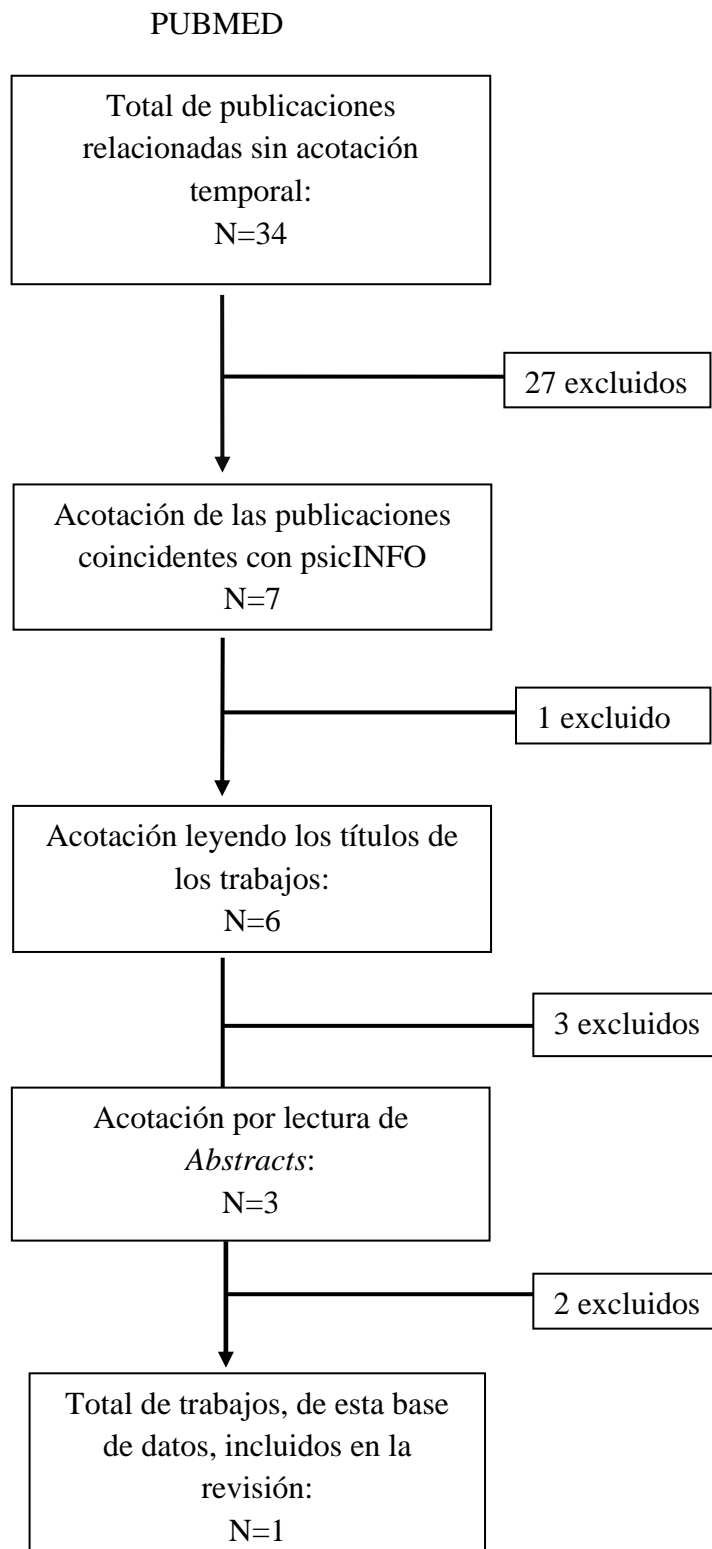 PUBMED
Total de publicaciones
relacionadas sin acotación
temporal:
N=34
27 excluidos
Acotación de las publicaciones
coincidentes con psicINFO
N=7
1 excluido
Acotación leyendo los títulos de
los trabajos:
N=6
3 excluidos
Acotación por lectura de
Abstracts:
N=3
2 excluidos
Total de trabajos, de esta base
de datos, incluidos en la
revisión:
N=1